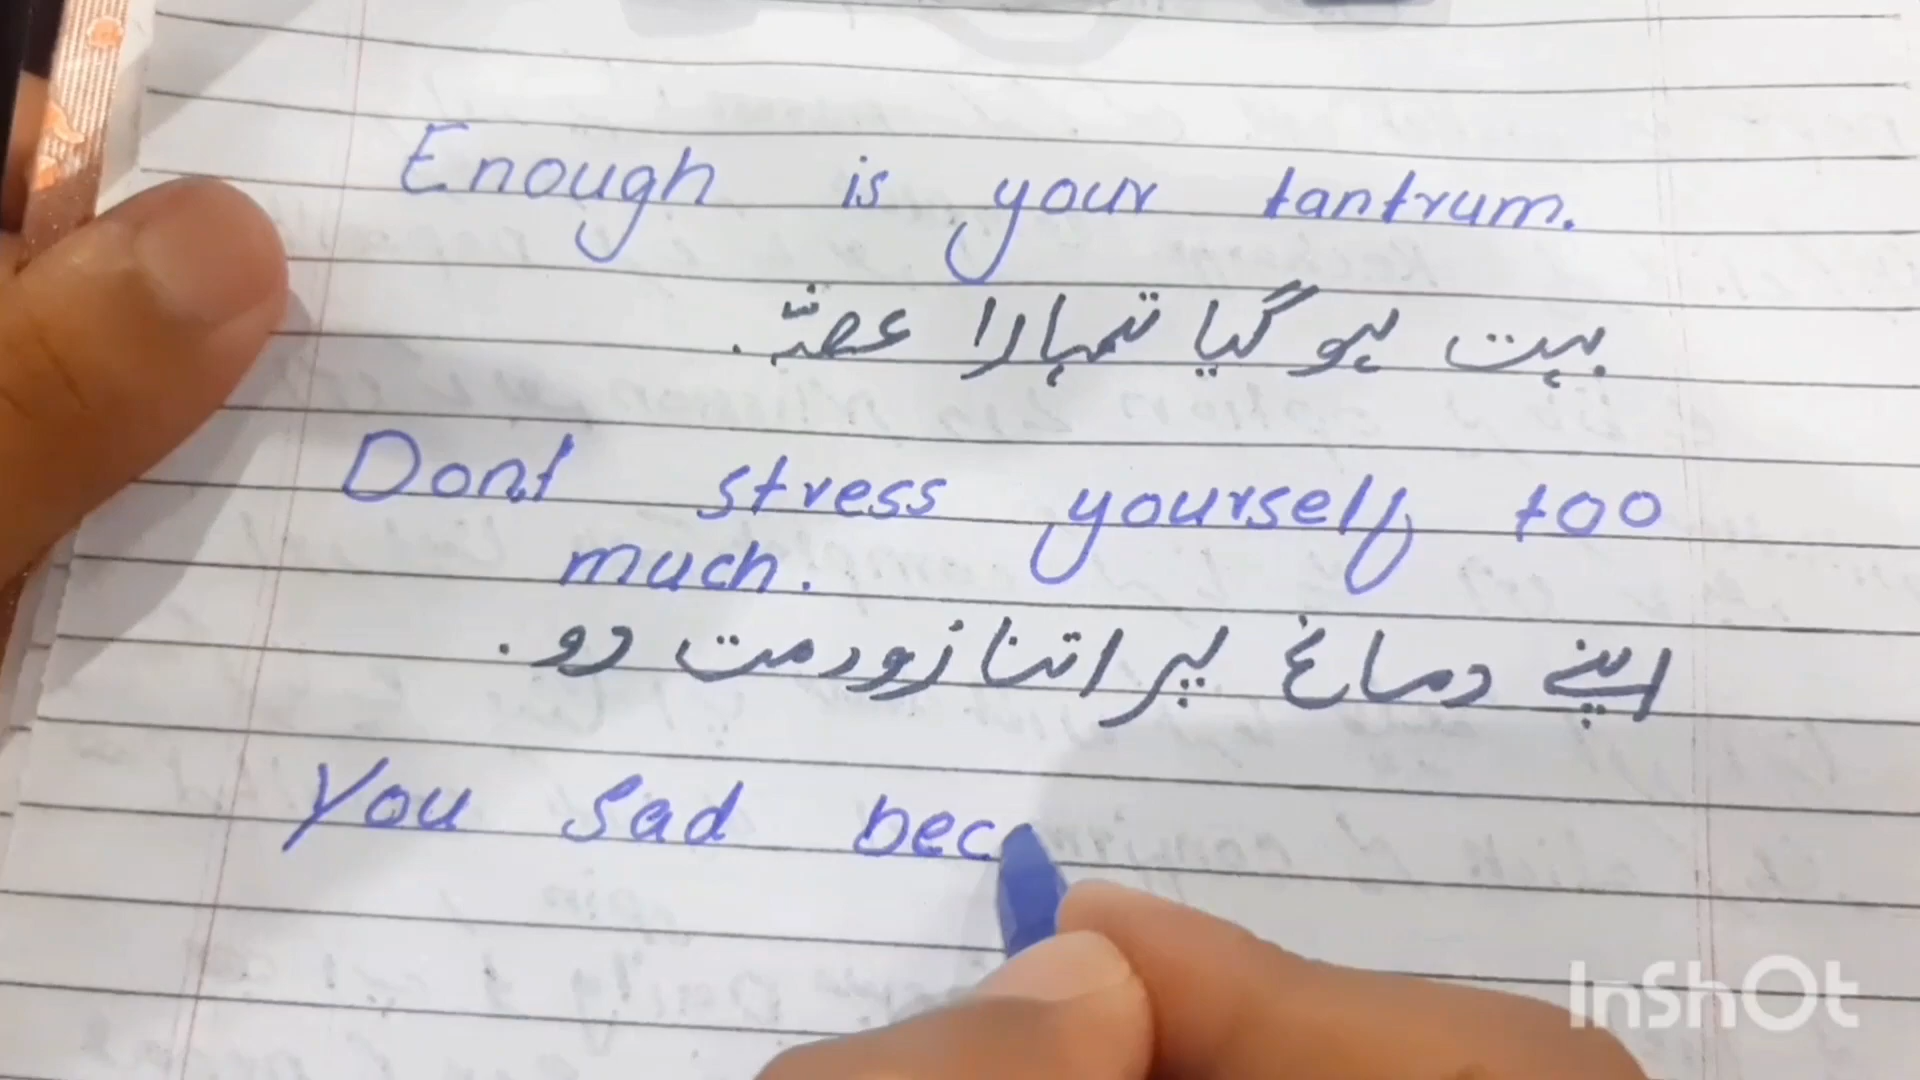 Enough is your tantrum.
بہت ہو گیا تمہارا غصّہ.
Dont stress yourself too
much.
اپنے دماغ پر اتنا زور مت دو.
You sad bec
InShOt